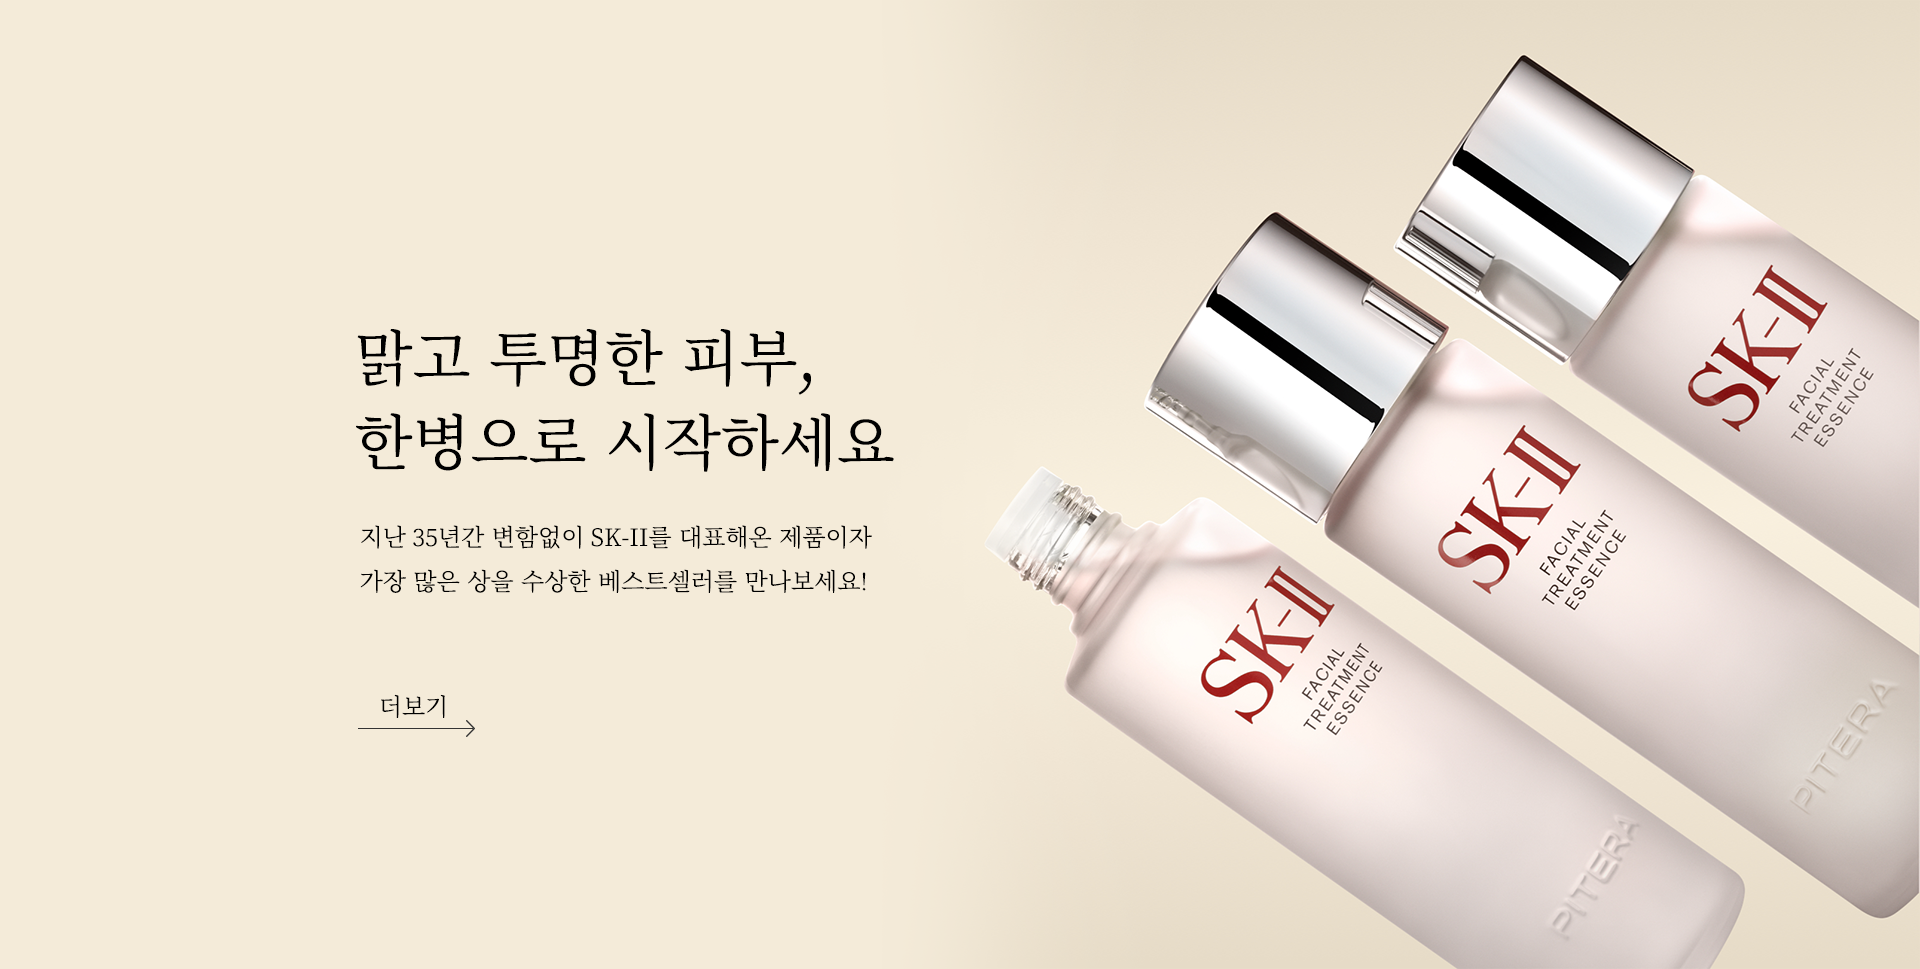 맑고 투명한 피부,
한병으로 시작하세요
지난 35년간 변함없이 SK-II를 대표해온 제품이자
가장 많은 상을 수상한 베스트셀러를 만나보세요!
더보기
SK-II
FACIAL
TREATMENT
ESSENCE
PITERA
SK-II
FACIAL
TREATMENT
ESSENCE
PITERA
SK-II
FACIAL
TREATMENT
ESSENCE